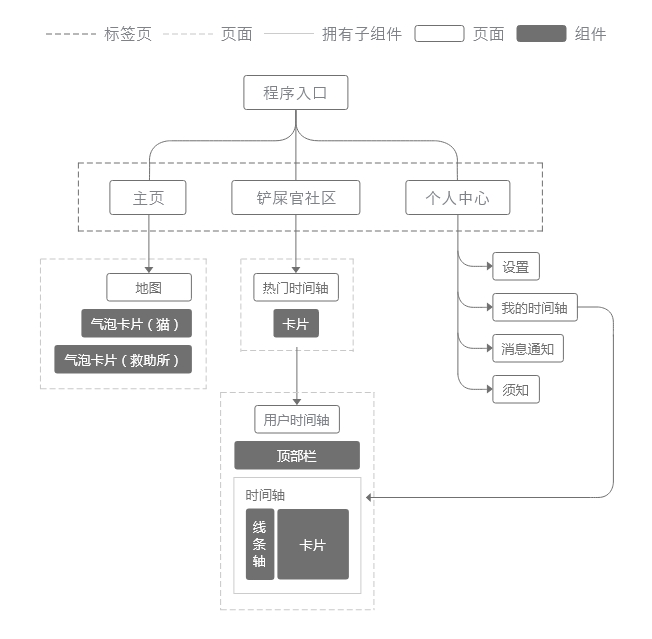 标签页 页面 拥有子组件 页面 组件
程序入口
主页 铲屎官社区 个人中心
设置
地图 热门时间轴 我的时间轴
气泡卡片（猫） 卡片
消息通知
气泡卡片（救助所）
须知
用户时间轴
顶部栏
时间轴
线条轴 卡片